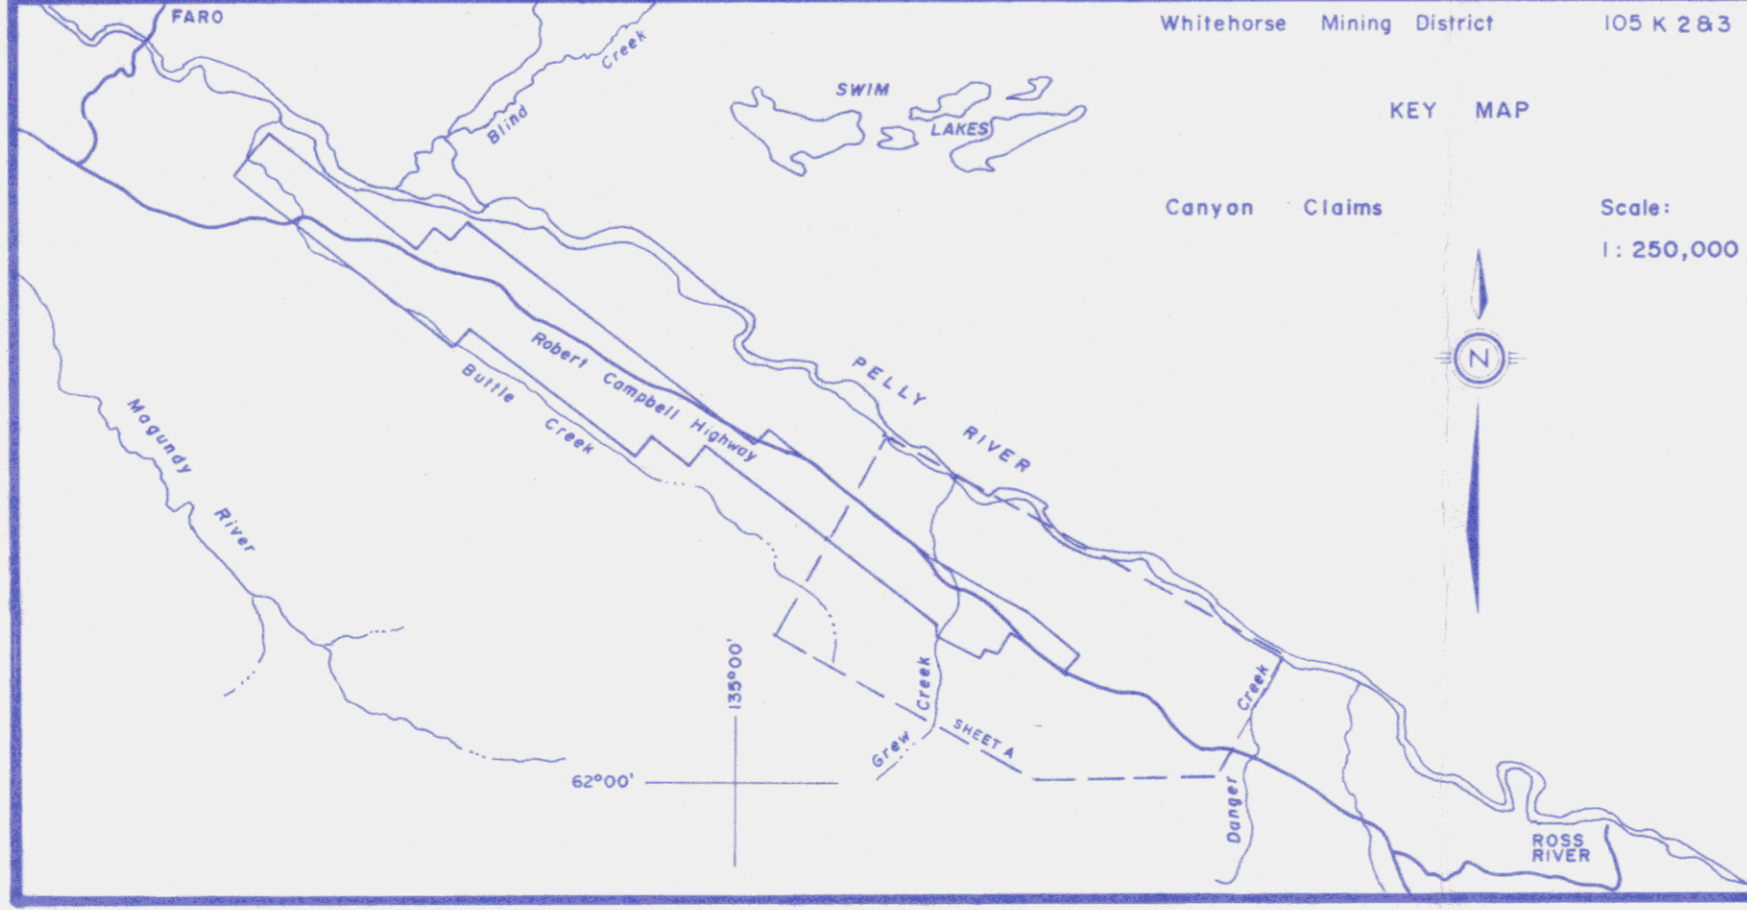 FARO
Whitehorse Mining District 105 K 2&3
Blind Creek
SWIM
LAKES
KEY MAP
Canyon Claims
Scale:
1: 250,000
N
Robert Campbell Highway
Buttle Creek
PELLY RIVER
Magundy River
135°00'
62°00'
Grew Creek
SHEET A
Danger Creek
ROSS
RIVER